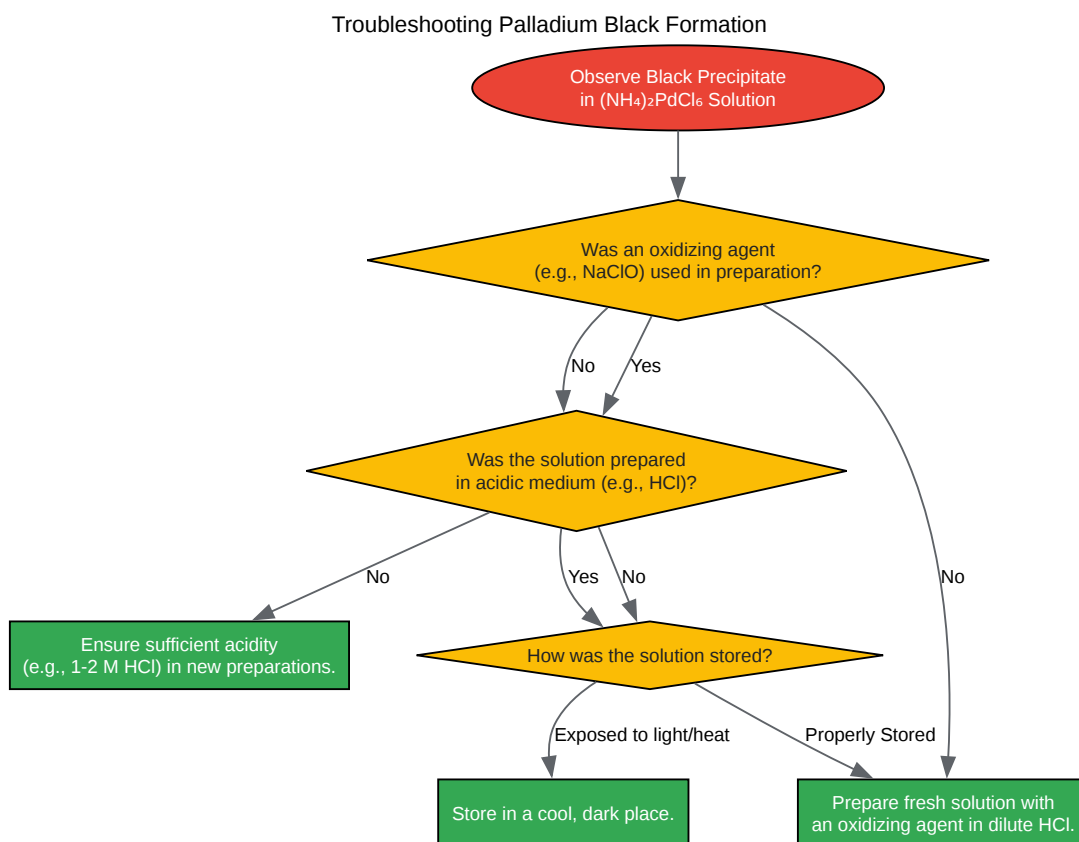 Troubleshooting Palladium Black Formation
Observe Black Precipitate
in (NH₄)₂PdCl₆ Solution
Was an oxidizing agent
(e.g., NaClO) used in preparation?
No
Yes
Was the solution prepared
in acidic medium (e.g., HCl)?
No
No
Yes
No
Ensure sufficient acidity
(e.g., 1-2 M HCl) in new preparations.
How was the solution stored?
Exposed to light/heat
Properly Stored
Store in a cool, dark place.
Prepare fresh solution with
an oxidizing agent in dilute HCl.